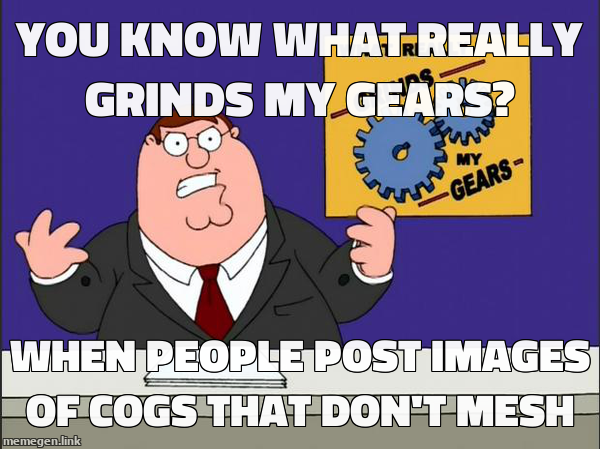 YOU KNOW WHAT REALLY
GRINDS MY GEARS?
MY
GEARS
WHEN PEOPLE POST IMAGES
OF COGS THAT DON'T MESH
memegen.link